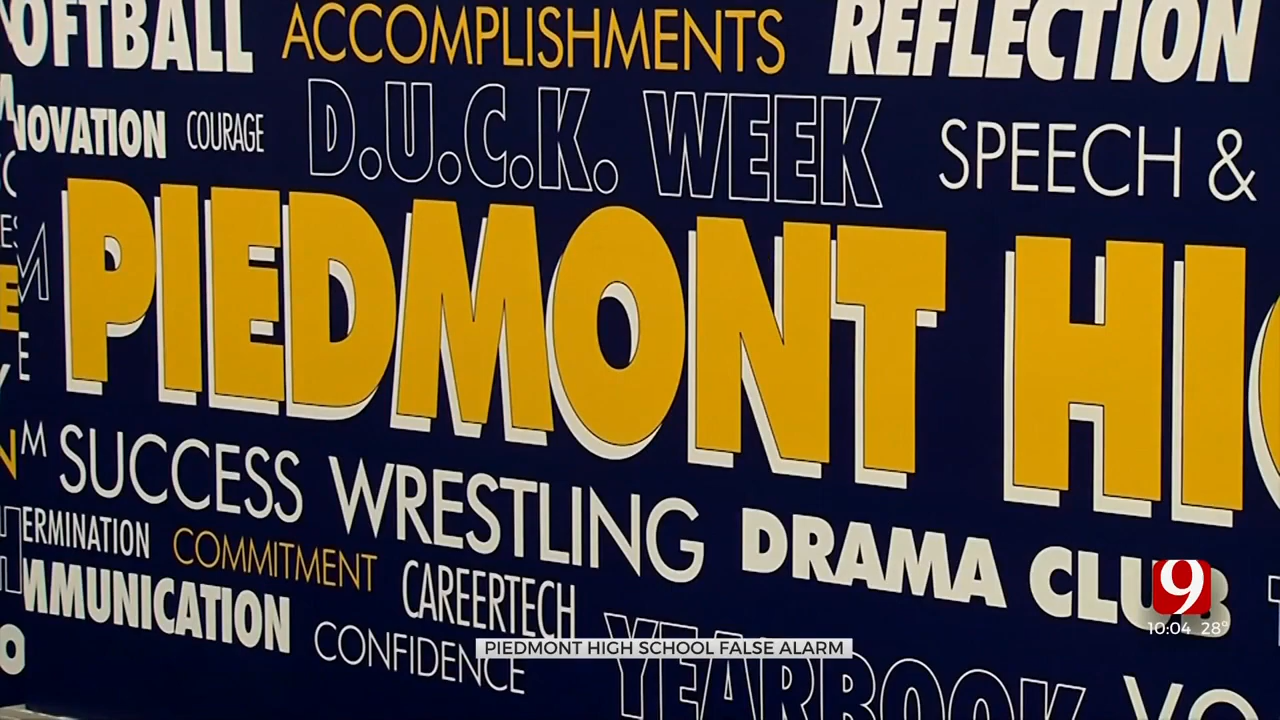 OFTBALL ACCOMPLISHMENTS REFLECTION
NOVATION COURAGE D.U.C.K. WEEK SPEECH &
PIEDMONT HI
M SUCCESS WRESTLING DRAMA CLUB
ERMINATION COMMITMENT CAREERTECH
MMUNICATION CONFIDENCE YEARBOOK
9
10:04 28°
PIEDMONT HIGH SCHOOL FALSE ALARM